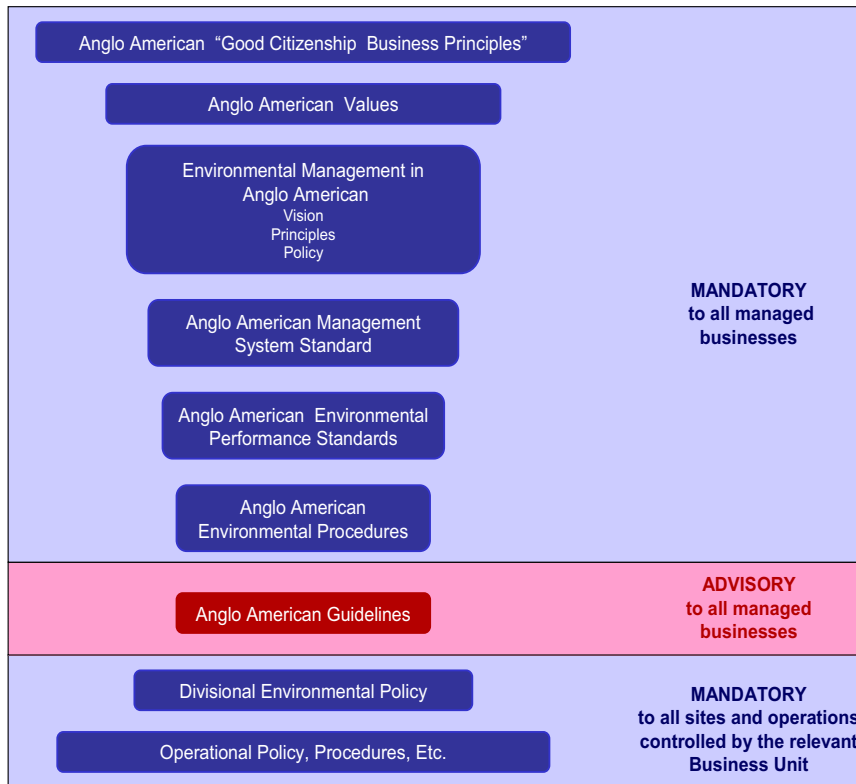 Anglo American “Good Citizenship Business Principles”
Anglo American Values
Environmental Management in
Anglo American
Vision
Principles
Policy
Anglo American Management
System Standard
Anglo American Environmental
Performance Standards
Anglo American
Environmental Procedures
MANDATORY
to all managed
businesses
Anglo American Guidelines
ADVISORY
to all managed
businesses
Divisional Environmental Policy
Operational Policy, Procedures, Etc.
MANDATORY
to all sites and operations
controlled by the relevant
Business Unit